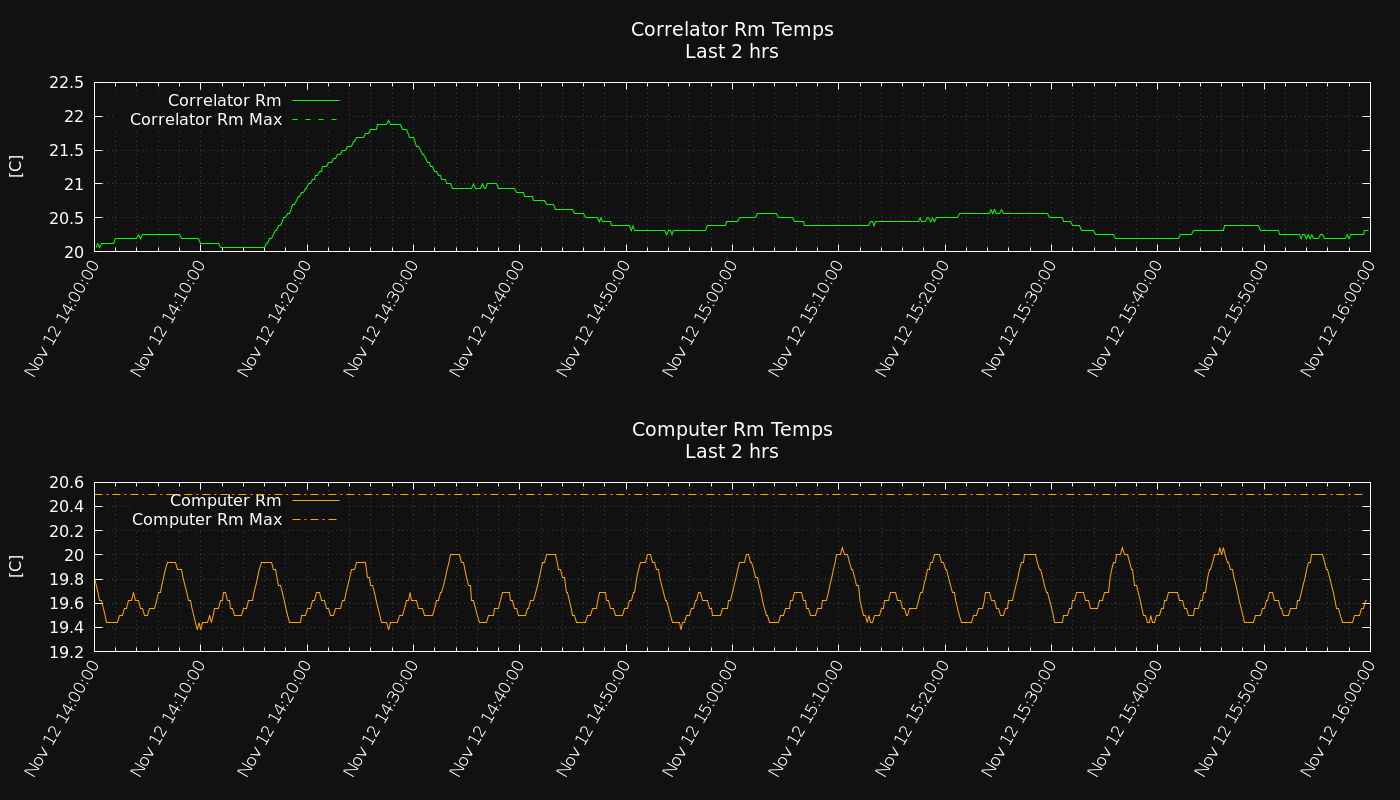 Correlator Rm Temps
Last 2 hrs
22.5
22
21.5
21
20.5
20
[C]
Correlator Rm
Correlator Rm Max
Nov 12 14:00:00
Nov 12 14:10:00
Nov 12 14:20:00
Nov 12 14:30:00
Nov 12 14:40:00
Nov 12 14:50:00
Nov 12 15:00:00
Nov 12 15:10:00
Nov 12 15:20:00
Nov 12 15:30:00
Nov 12 15:40:00
Nov 12 15:50:00
Nov 12 16:00:00
Computer Rm Temps
Last 2 hrs
20.6
20.4
20.2
20
19.8
19.6
19.4
19.2
[C]
Computer Rm
Computer Rm Max
Nov 12 14:00:00
Nov 12 14:10:00
Nov 12 14:20:00
Nov 12 14:30:00
Nov 12 14:40:00
Nov 12 14:50:00
Nov 12 15:00:00
Nov 12 15:10:00
Nov 12 15:20:00
Nov 12 15:30:00
Nov 12 15:40:00
Nov 12 15:50:00
Nov 12 16:00:00